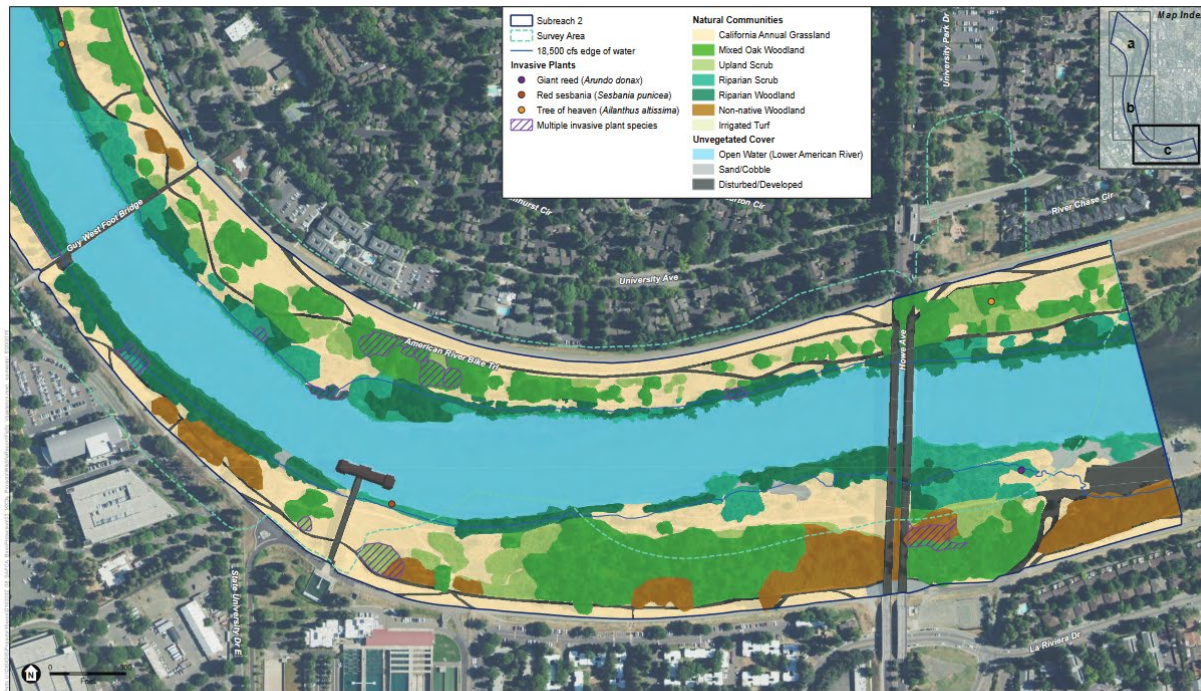 Subreach 2
Survey Area
18,500 cfs edge of water
Invasive Plants
Giant reed (Arundo donax)
Red sesbania (Sesbania punicea)
Tree of heaven (Ailanthus altissima)
Multiple invasive plant species
Natural Communities
California Annual Grassland
Mixed Oak Woodland
Upland Scrub
Riparian Scrub
Riparian Woodland
Non-native Woodland
Irrigated Turf
Unvegetated Cover
Open Water (Lower American River)
Sand/Cobble
Disturbed/Developed
University Park Dr
Map Index
a
b
c
River Chase Cir
Guy West Foot Bridge
University Ave
American River Bike Trl
Howe Ave
State University Dr E
La Riviera Dr
N
0